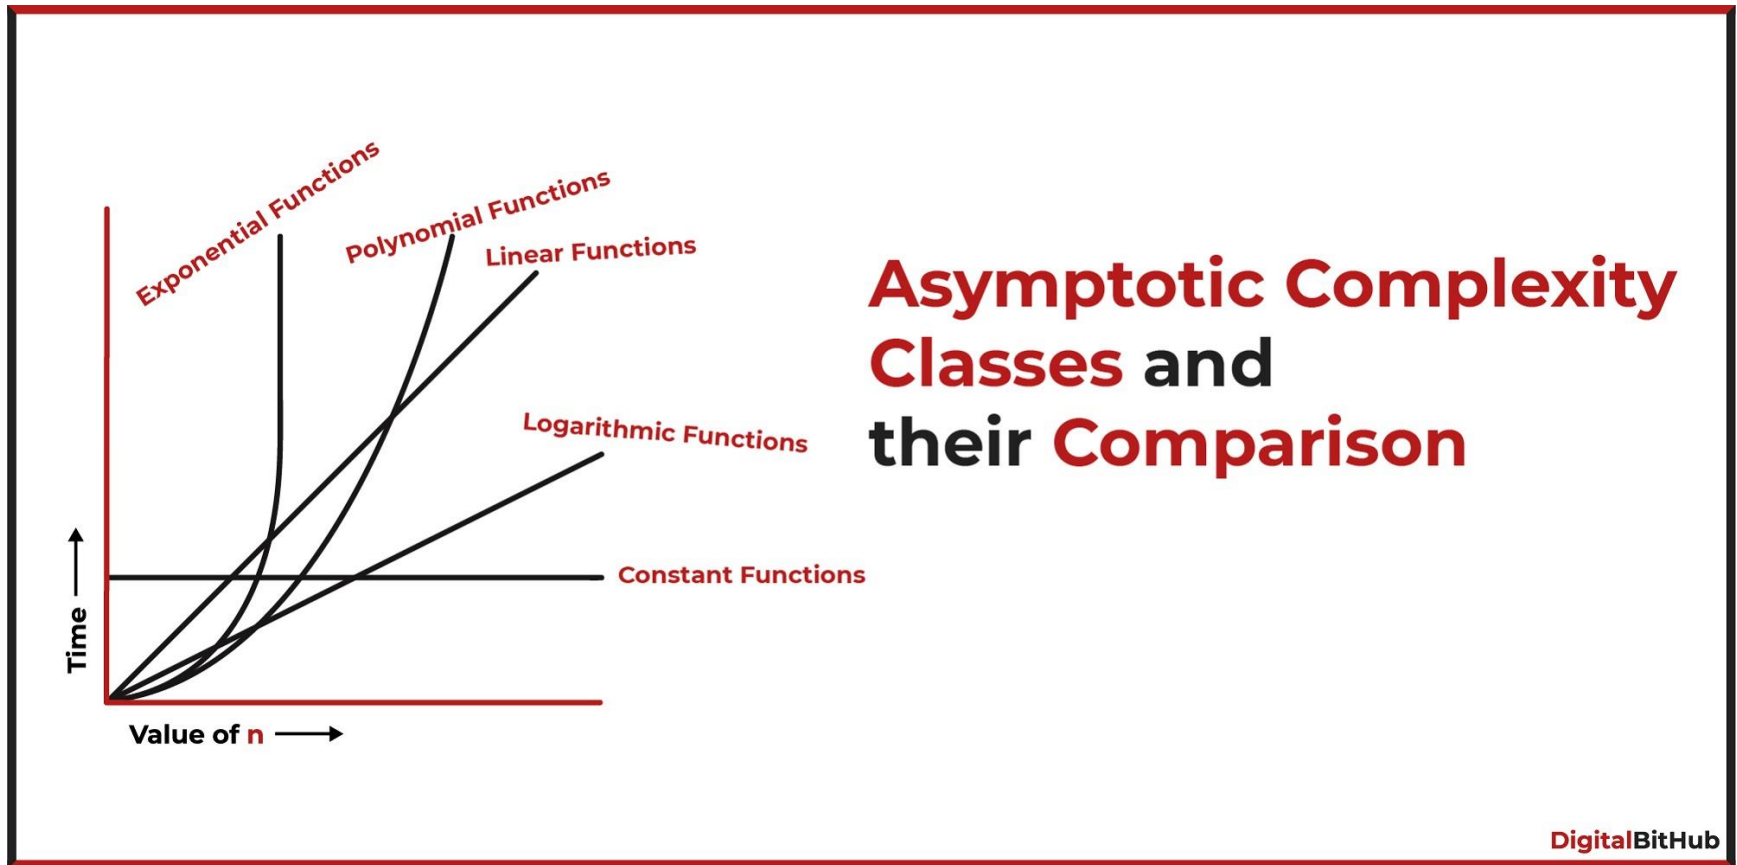 Exponential Functions
Polynomial Functions
Linear Functions
Logarithmic Functions
Constant Functions
Time
Value of n
Asymptotic Complexity
Classes and
their Comparison
DigitalBitHub